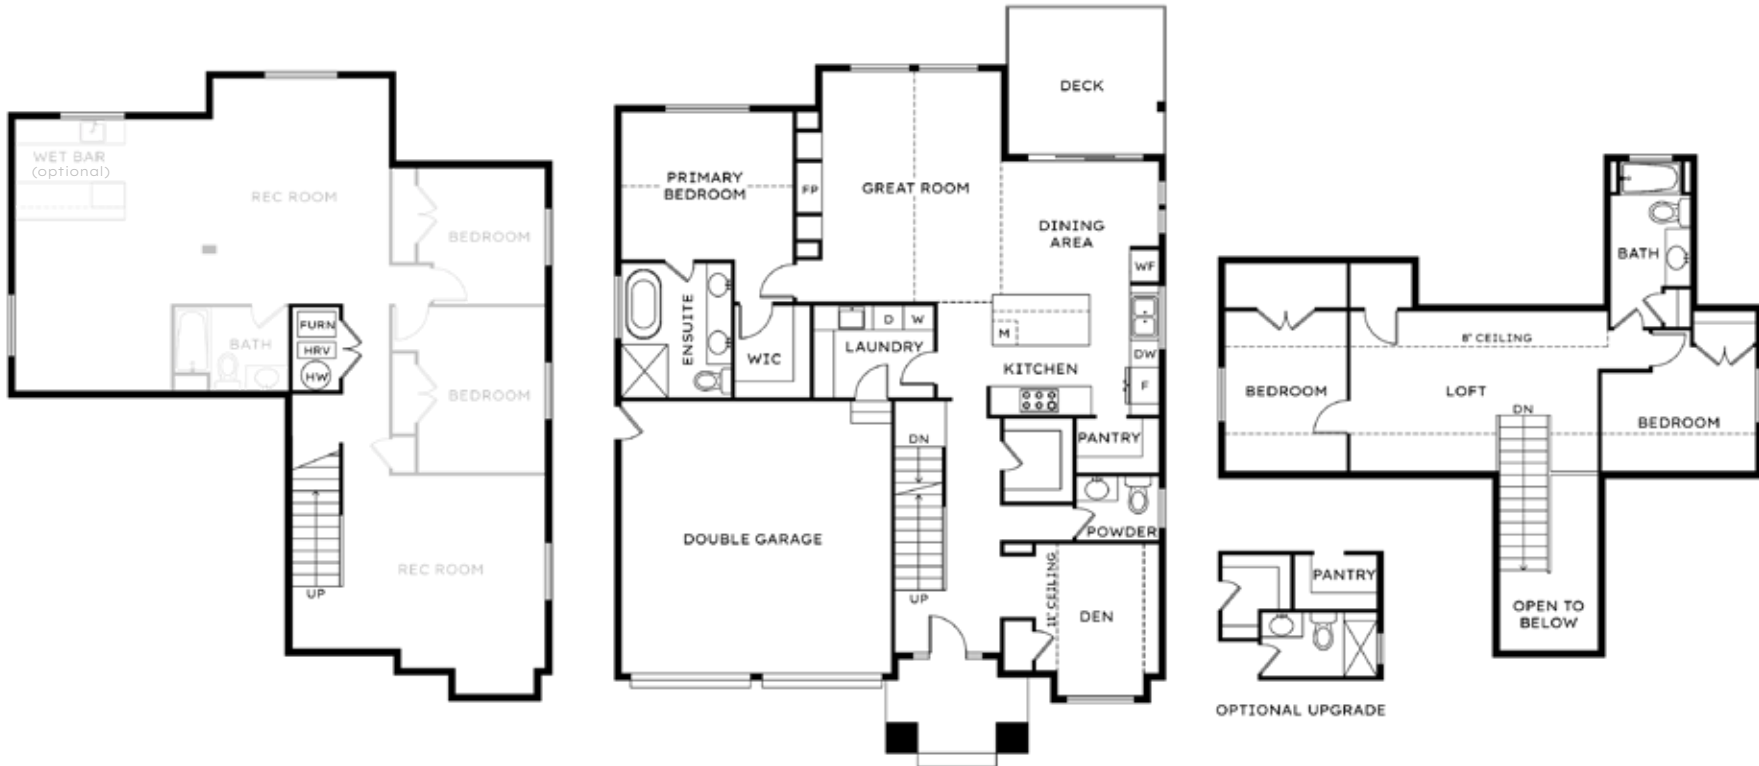 WET BAR
(optional)
REC ROOM
BEDROOM
FURN
HRV
HW
BATH
BEDROOM
UP
REC ROOM
DECK
PRIMARY
BEDROOM
FP
GREAT ROOM
DINING
AREA
WF
ENSUITE
WIC
D
W
LAUNDRY
M
KITCHEN
DW
F
DN
PANTRY
POWDER
DOUBLE GARAGE
UP
11' CEILING
DEN
BATH
8' CEILING
BEDROOM
LOFT
DN
BEDROOM
OPEN TO
BELOW
PANTRY
OPTIONAL UPGRADE